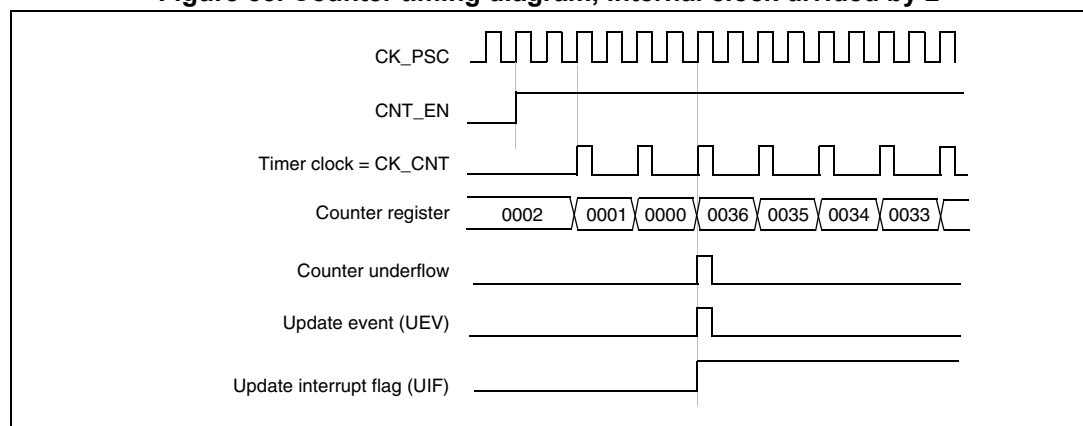 Figure 65. Counter timing diagram, internal clock divided by 2
CK_PSC
CNT_EN
Timer clock = CK_CNT
Counter register 0002 0001 0000 0036 0035 0034 0033
Counter underflow
Update event (UEV)
Update interrupt flag (UIF)